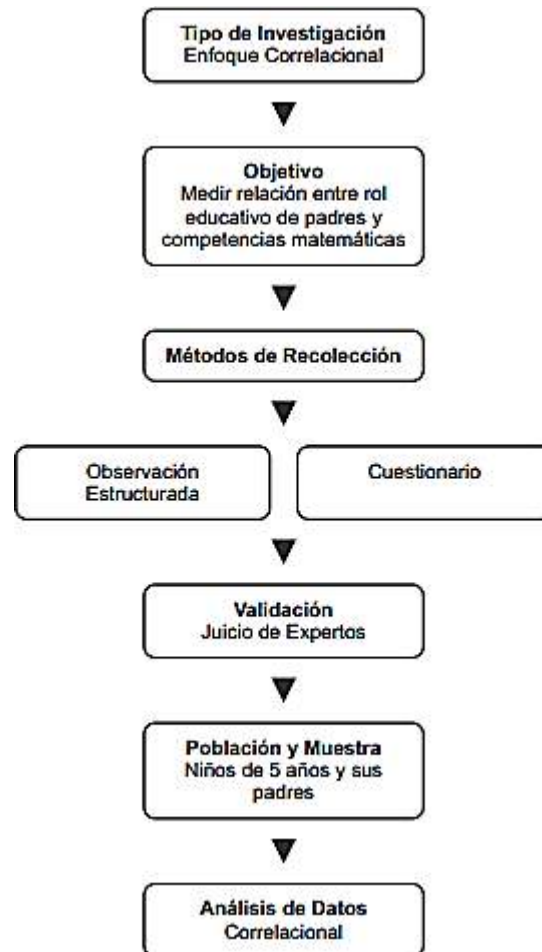 Tipo de Investigación
Enfoque Correlacional
Objetivo
Medir relación entre rol
educativo de padres y
competencias matemáticas
Métodos de Recolección
Observación
Estructurada
Cuestionario
Validación
Juicio de Expertos
Población y Muestra
Niños de 5 años y sus
padres
Análisis de Datos
Correlacional